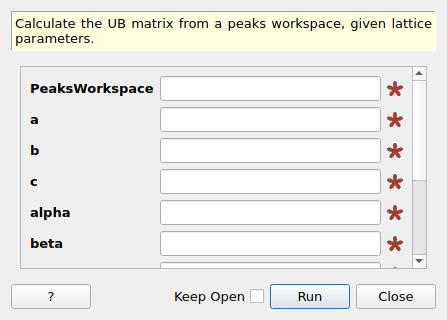 Calculate the UB matrix from a peaks workspace, given lattice
parameters.
PeaksWorkspace
a
b
c
alpha
beta
? Keep Open Run Close